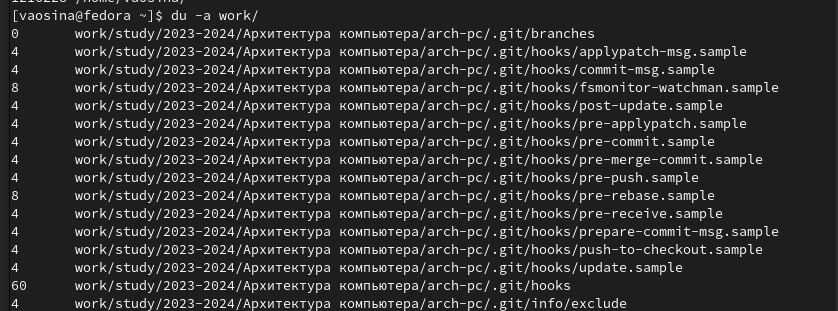 [vaosina@fedora ~]$ du -a work/
0 work/study/2023-2024/Архитектура компьютера/arch-pc/.git/branches
4 work/study/2023-2024/Архитектура компьютера/arch-pc/.git/hooks/applypatch-msg.sample
4 work/study/2023-2024/Архитектура компьютера/arch-pc/.git/hooks/commit-msg.sample
8 work/study/2023-2024/Архитектура компьютера/arch-pc/.git/hooks/fsmonitor-watchman.sample
4 work/study/2023-2024/Архитектура компьютера/arch-pc/.git/hooks/post-update.sample
4 work/study/2023-2024/Архитектура компьютера/arch-pc/.git/hooks/pre-applypatch.sample
4 work/study/2023-2024/Архитектура компьютера/arch-pc/.git/hooks/pre-commit.sample
4 work/study/2023-2024/Архитектура компьютера/arch-pc/.git/hooks/pre-merge-commit.sample
4 work/study/2023-2024/Архитектура компьютера/arch-pc/.git/hooks/pre-push.sample
8 work/study/2023-2024/Архитектура компьютера/arch-pc/.git/hooks/pre-rebase.sample
4 work/study/2023-2024/Архитектура компьютера/arch-pc/.git/hooks/pre-receive.sample
4 work/study/2023-2024/Архитектура компьютера/arch-pc/.git/hooks/prepare-commit-msg.sample
4 work/study/2023-2024/Архитектура компьютера/arch-pc/.git/hooks/push-to-checkout.sample
4 work/study/2023-2024/Архитектура компьютера/arch-pc/.git/hooks/update.sample
60 work/study/2023-2024/Архитектура компьютера/arch-pc/.git/hooks
4 work/study/2023-2024/Архитектура компьютера/arch-pc/.git/info/exclude